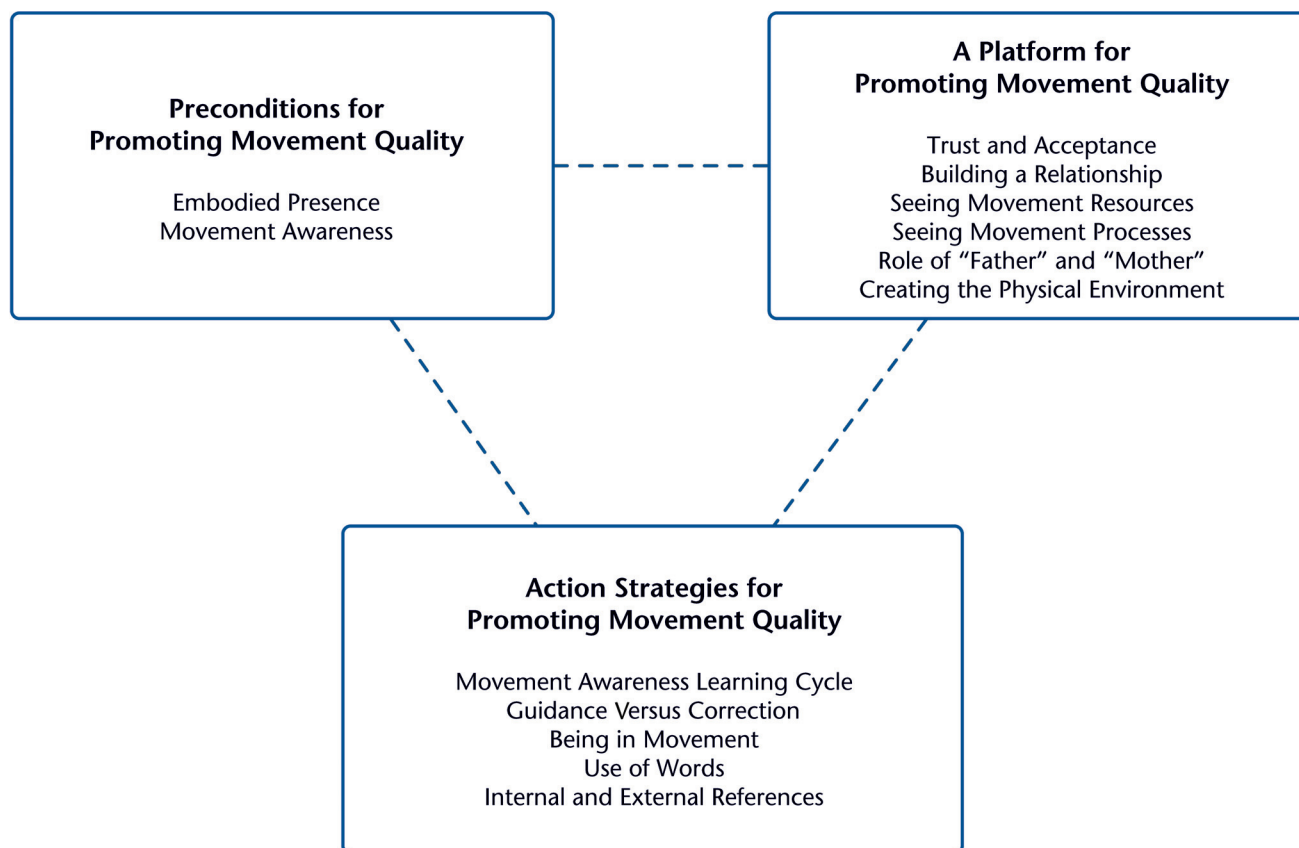 Preconditions for
Promoting Movement Quality
Embodied Presence
Movement Awareness
A Platform for
Promoting Movement Quality
Trust and Acceptance
Building a Relationship
Seeing Movement Resources
Seeing Movement Processes
Role of “Father” and “Mother”
Creating the Physical Environment
Action Strategies for
Promoting Movement Quality
Movement Awareness Learning Cycle
Guidance Versus Correction
Being in Movement
Use of Words
Internal and External References